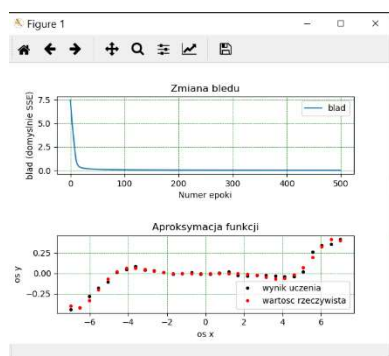 Figure 1
Zmiana bledu
7.5
5.0
2.5
0.0
blad (domyslnie SSE)
blad
0 100 200 300 400 500
Numer epoki
Aproksymacja funkcji
0.25
0.00
−0.25
os y
wynik uczenia
wartosc rzeczywista
−6 −4 −2 0 2 4 6
os x